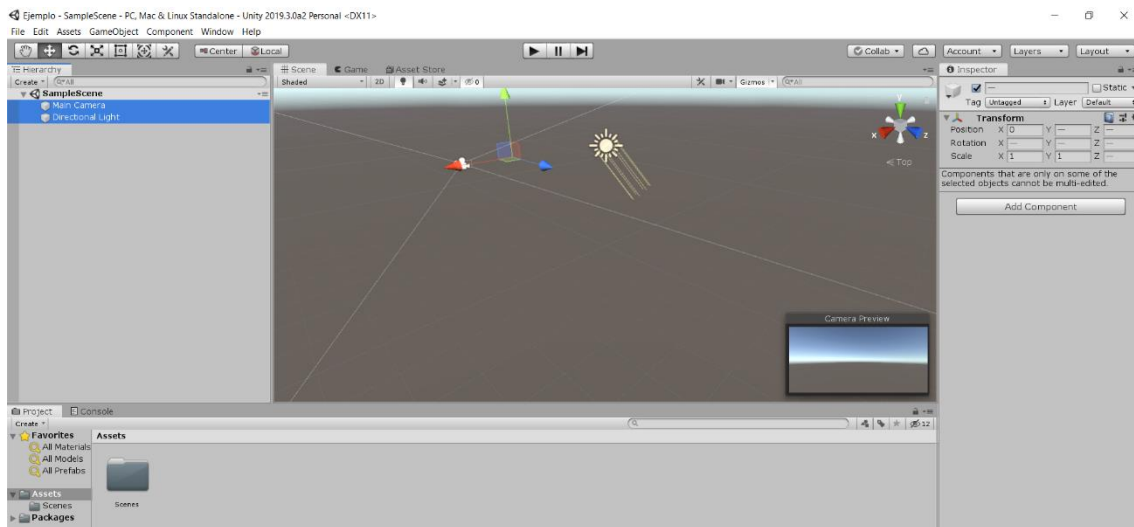 Ejemplo - SampleScene - PC, Mac & Linux Standalone - Unity 2019.3.0a2 Personal <DX11>
File Edit Assets GameObject Component Window Help
Center Local Collab Account Layers Layout
Hierarchy
Create All
SampleScene
Main Camera
Directional Light
Scene Game Asset Store
Shaded 2D 0 Gizmos All
y
x z
Top
Camera Preview
Inspector
— Static
Tag Untagged Layer Default
Transform
Position X 0 Y — Z —
Rotation X — Y — Z —
Scale X 1 Y 1 Z —
Components that are only on some of the
selected objects cannot be multi-edited.
Add Component
Project Console
Create 12
Favorites
All Materials
All Models
All Prefabs
Assets
Scenes
Packages
Assets
Scenes